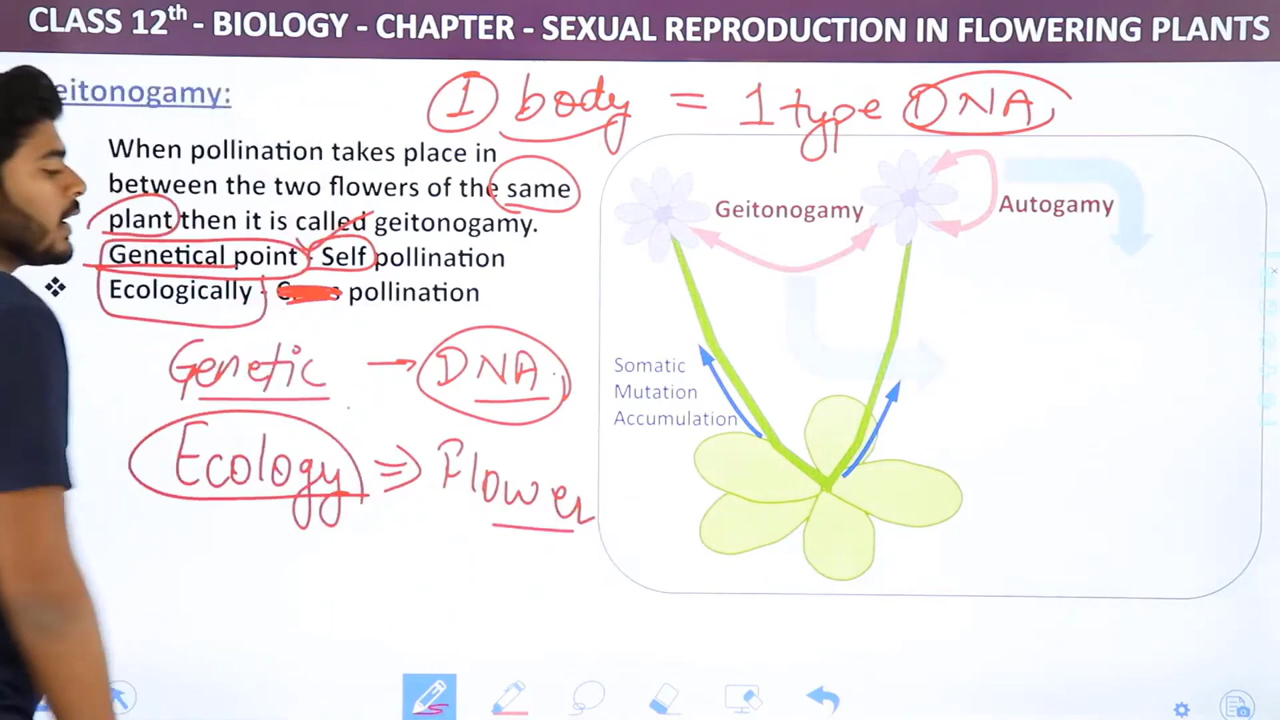 CLASS 12th - BIOLOGY - CHAPTER - SEXUAL REPRODUCTION IN FLOWERING PLANTS
eitonogamy:
1 body = 1 type DNA
When pollination takes place in
between the two flowers of the same
plant then it is called geitonogamy.
Genetical point - Self pollination
❖ Ecologically - pollination
Genetic → DNA
Ecology ⇒ Flower
Geitonogamy
Autogamy
Somatic
Mutation
Accumulation